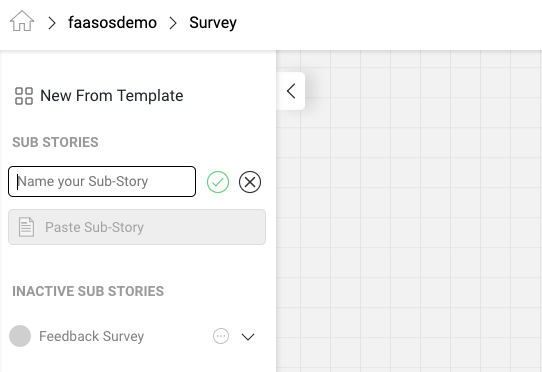 faasosdemo > Survey
New From Template
SUB STORIES
Name your Sub-Story
Paste Sub-Story
INACTIVE SUB STORIES
Feedback Survey